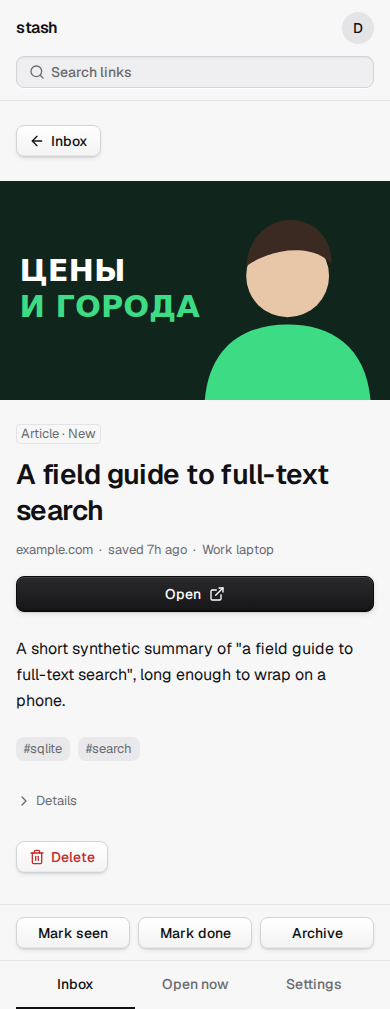 stash
D
Search links
Inbox
ЦЕНЫ
И ГОРОДА
Article · New
A field guide to full-text
search
example.com · saved 7h ago · Work laptop
Open
A short synthetic summary of "a field guide to
full-text search", long enough to wrap on a
phone.
#sqlite #search
Details
Delete
Mark seen Mark done Archive
Inbox Open now Settings